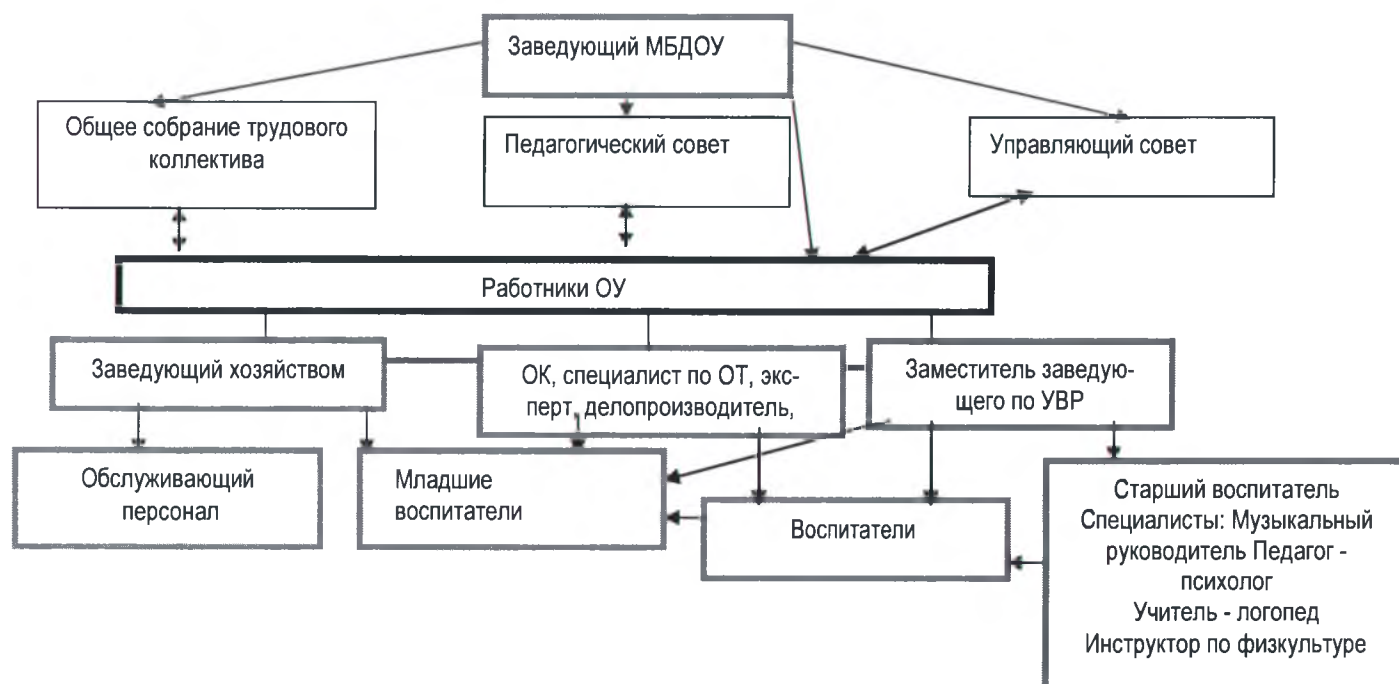 Заведующий МБДОУ
Общее собрание трудового
коллектива
Педагогический совет
Управляющий совет
Работники ОУ
Заведующий хозяйством
ОК, специалист по ОТ, экс-
перт, делопроизводитель,
Заместитель заведую-
щего по УВР
Обслуживающий
персонал
Младшие
воспитатели
Воспитатели
Старший воспитатель
Специалисты: Музыкальный
руководитель Педагог -
психолог
Учитель - логопед
Инструктор по физкультуре